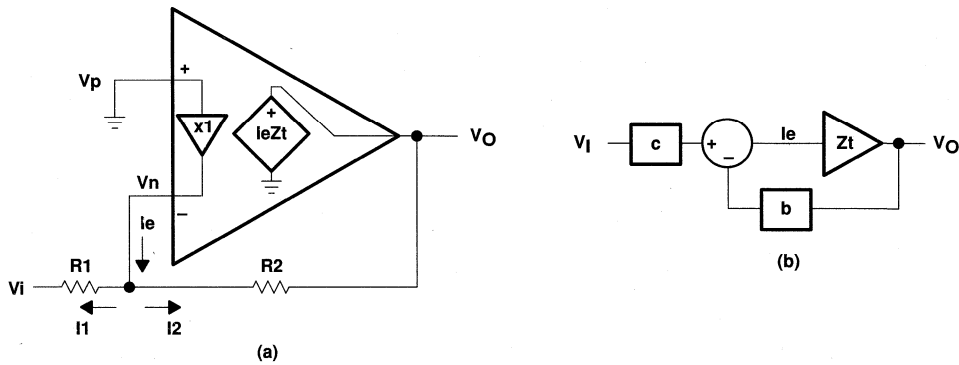 +
Vp
x1
+
IeZt
VO
Vn
–
Ie
R1
R2
Vi
I1
I2
(a)
VI
c
+
–
Ie
Zt
VO
b
(b)